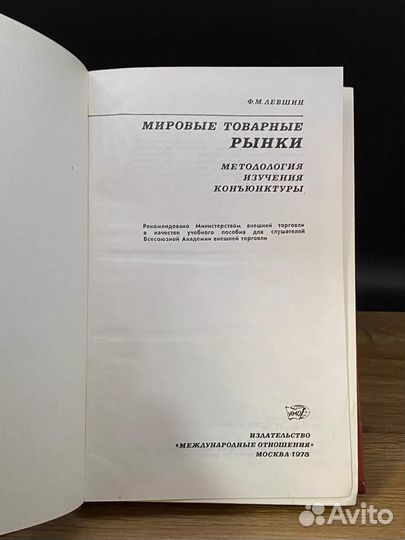 Ф. М. ЛЕВШИН
МИРОВЫЕ ТОВАРНЫЕ
РЫНКИ
МЕТОДОЛОГИЯ
ИЗУЧЕНИЯ
КОНЪЮНКТУРЫ
Рекомендовано Министерством внешней торговли
в качестве учебного пособия для слушателей
Всесоюзной Академии внешней торговли
ИМО
ИЗДАТЕЛЬСТВО
«МЕЖДУНАРОДНЫЕ ОТНОШЕНИЯ»
МОСКВА·1978
Avito